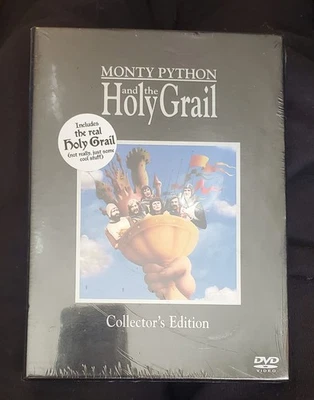 MONTY PYTHON
and the
Holy Grail
Includes
the real
Holy Grail
(not really, just some
cool stuff)
Collector's Edition
DVD
VIDEO